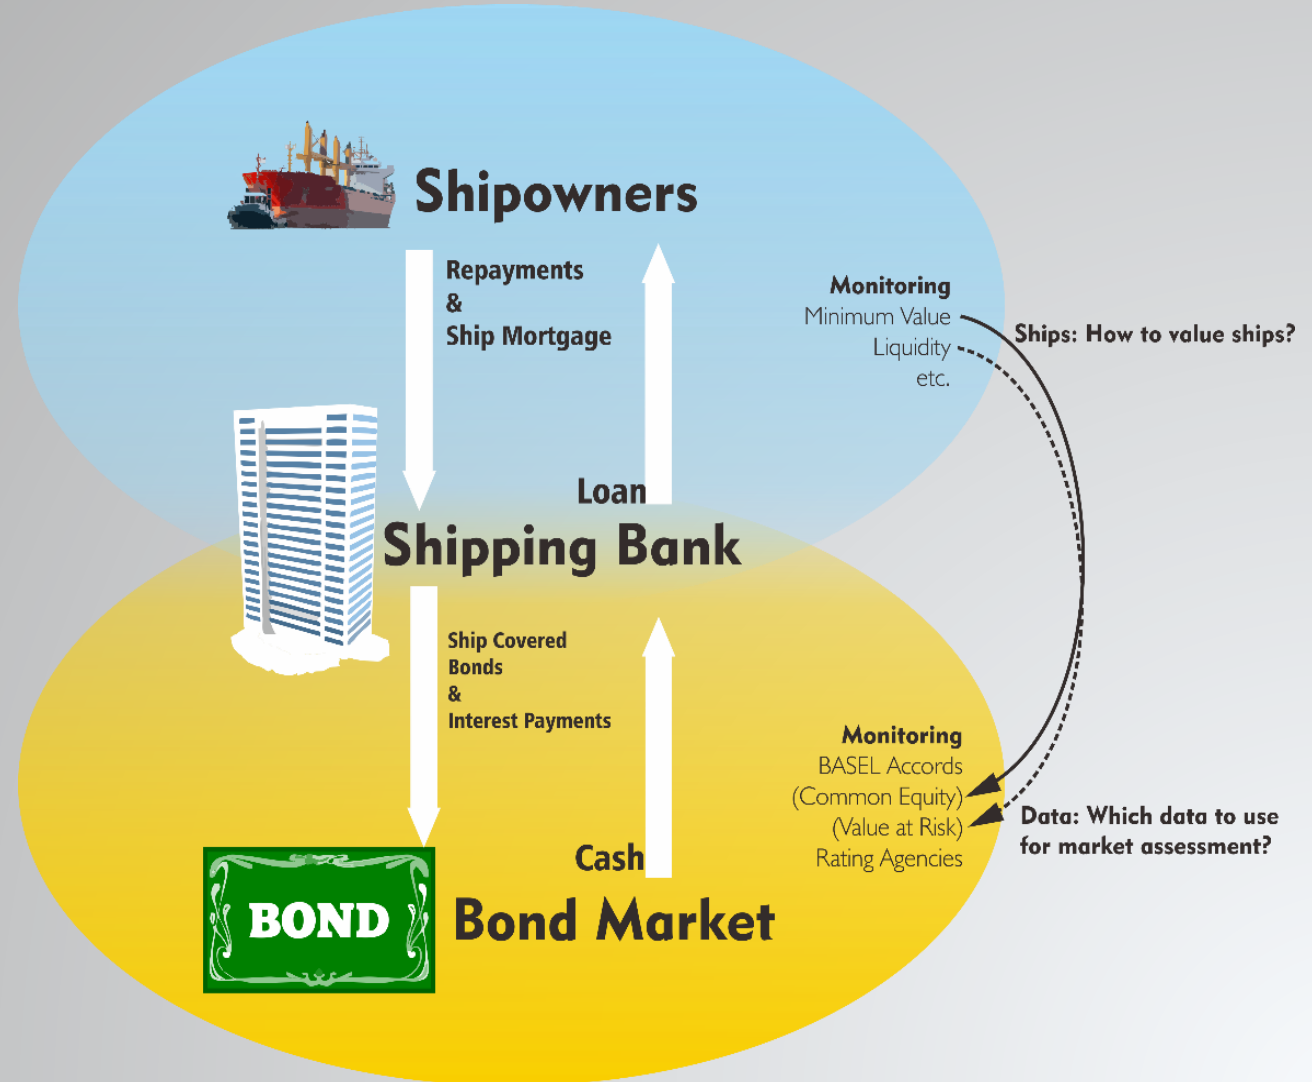 Shipowners
Repayments
&
Ship Mortgage
Monitoring
Minimum Value
Liquidity
etc.
Ships: How to value ships?
Loan
Shipping Bank
Ship Covered
Bonds
&
Interest Payments
Monitoring
BASEL Accords
(Common Equity)
(Value at Risk)
Rating Agencies
Data: Which data to use
for market assessment?
Cash
BOND
Bond Market